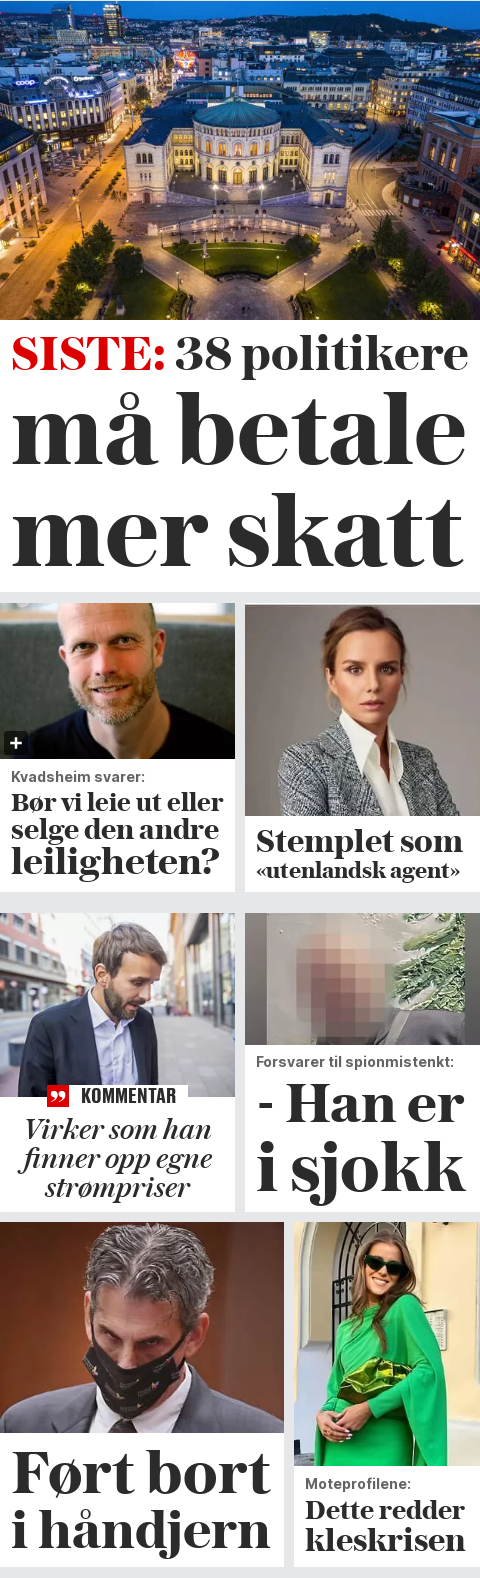 coop
SISTE: 38 politikere
må betale
mer skatt
Kvadsheim svarer:
Bør vi leie ut eller
selge den andre
leiligheten?
Stemplet som
«utenlandsk agent»
KOMMENTAR
Virker som han
finner opp egne
strømpriser
Forsvarer til spionmistenkt:
- Han er
i sjokk
Ført bort
i håndjern
Moteprofilene:
Dette redder
kleskrisen